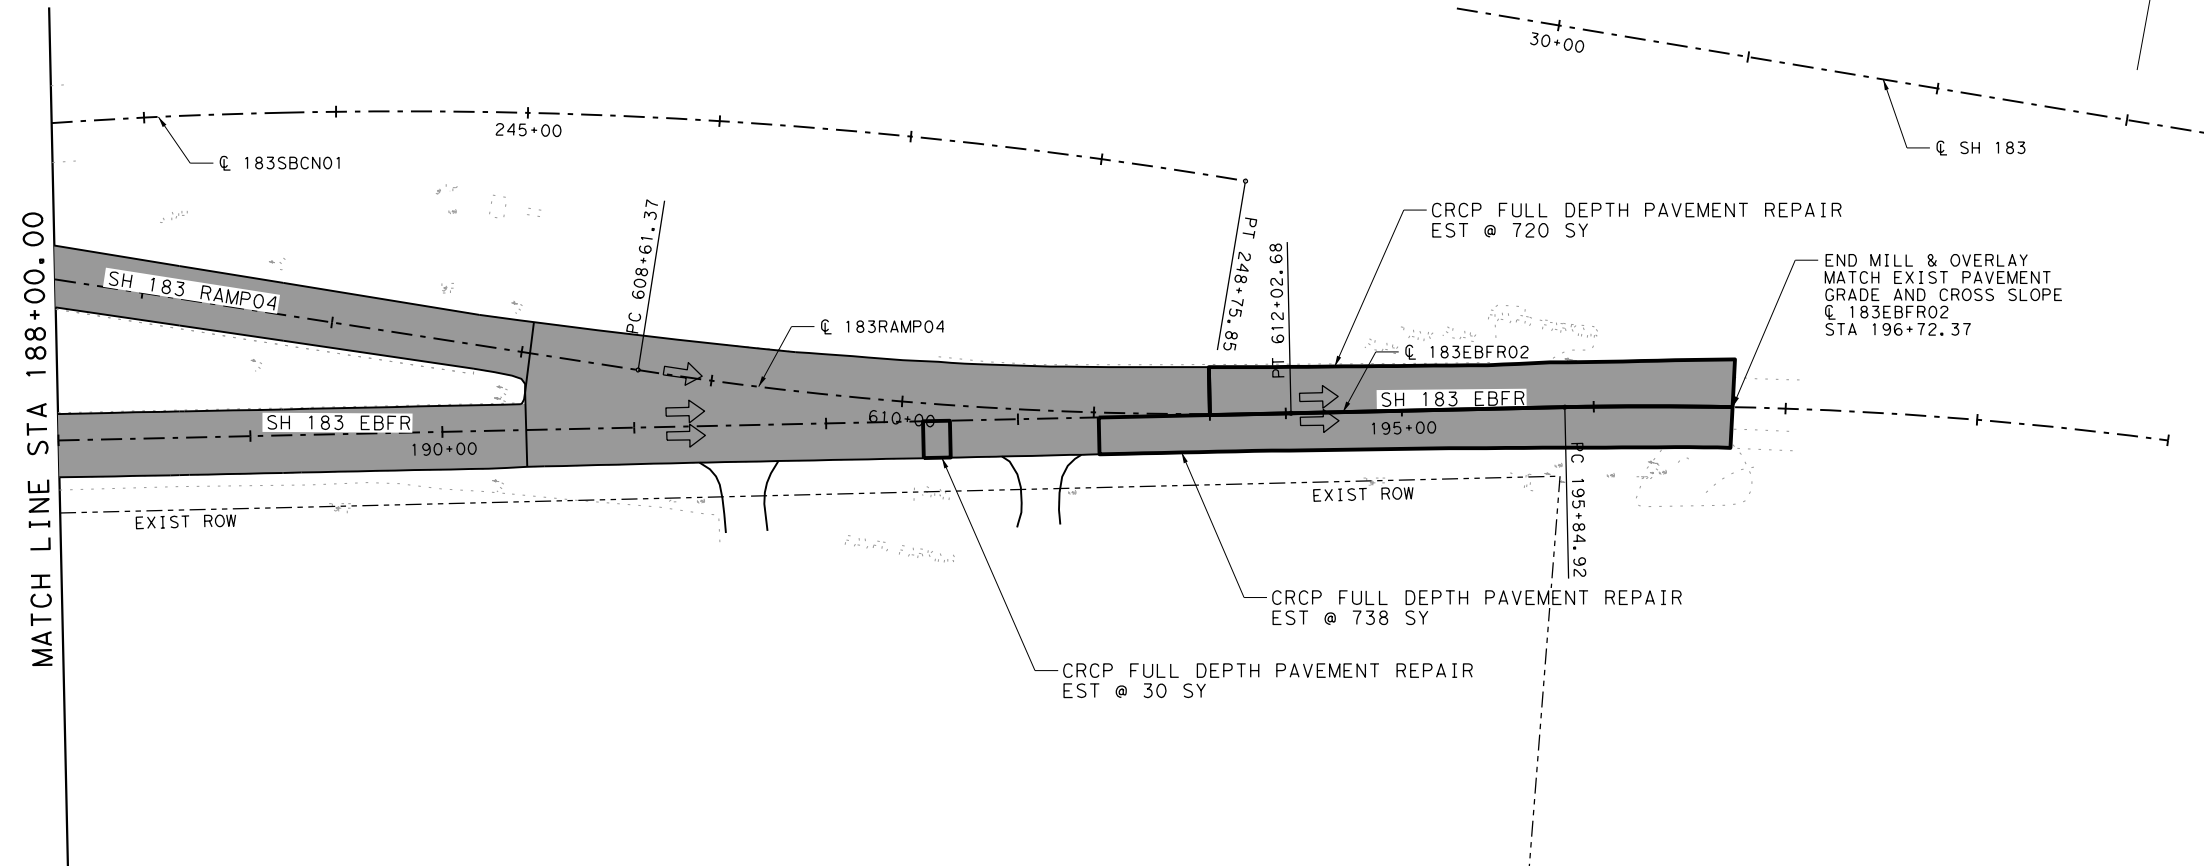 30+00
245+00
℄ 183SBCN01
℄ SH 183
MATCH LINE STA 188+00.00
SH 183 RAMP04
PC 608+61.37
℄ 183RAMP04
PT 248+75.85
PT 612+02.68
CRCP FULL DEPTH PAVEMENT REPAIR
EST @ 720 SY
END MILL & OVERLAY
MATCH EXIST PAVEMENT
GRADE AND CROSS SLOPE
℄ 183EBFR02
STA 196+72.37
℄ 183EBFR02
SH 183 EBFR
SH 183 EBFR
190+00
610+00
195+00
EXIST ROW
EXIST ROW
PC 195+84.92
CRCP FULL DEPTH PAVEMENT REPAIR
EST @ 738 SY
CRCP FULL DEPTH PAVEMENT REPAIR
EST @ 30 SY